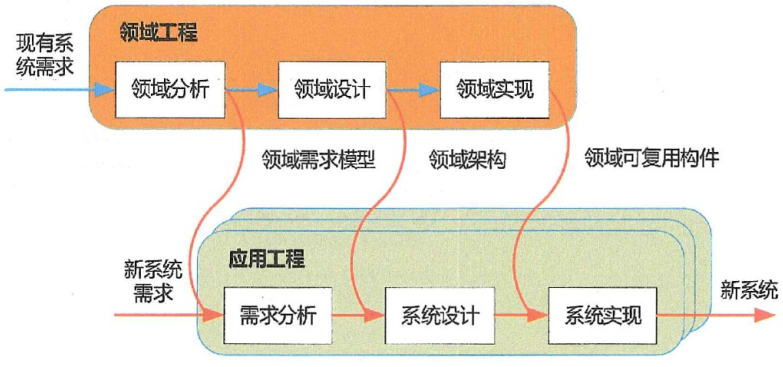 领域工程
现有系
统需求
领域分析
领域设计
领域实现
领域需求模型
领域架构
领域可复用构件
应用工程
新系统
需求
需求分析
系统设计
系统实现
新系统